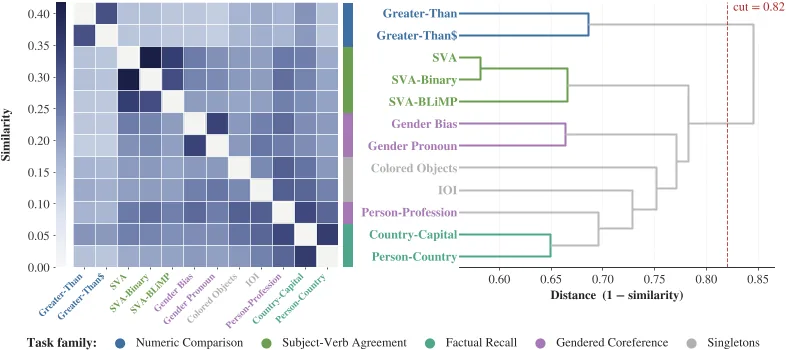 Similarity
0.40
0.35
0.30
0.25
0.20
0.15
0.10
0.05
0.00
Greater-Than
Greater-Than$
SVA
SVA-Binary
SVA-BLiMP
Gender Bias
Gender Pronoun
Colored Objects
IOI
Person-Profession
Country-Capital
Person-Country
cut = 0.82
Greater-Than
Greater-Than$
SVA
SVA-Binary
SVA-BLiMP
Gender Bias
Gender Pronoun
Colored Objects
IOI
Person-Profession
Country-Capital
Person-Country
0.60 0.65 0.70 0.75 0.80 0.85
Distance (1 − similarity)
Task family: Numeric Comparison Subject-Verb Agreement Factual Recall Gendered Coreference Singletons